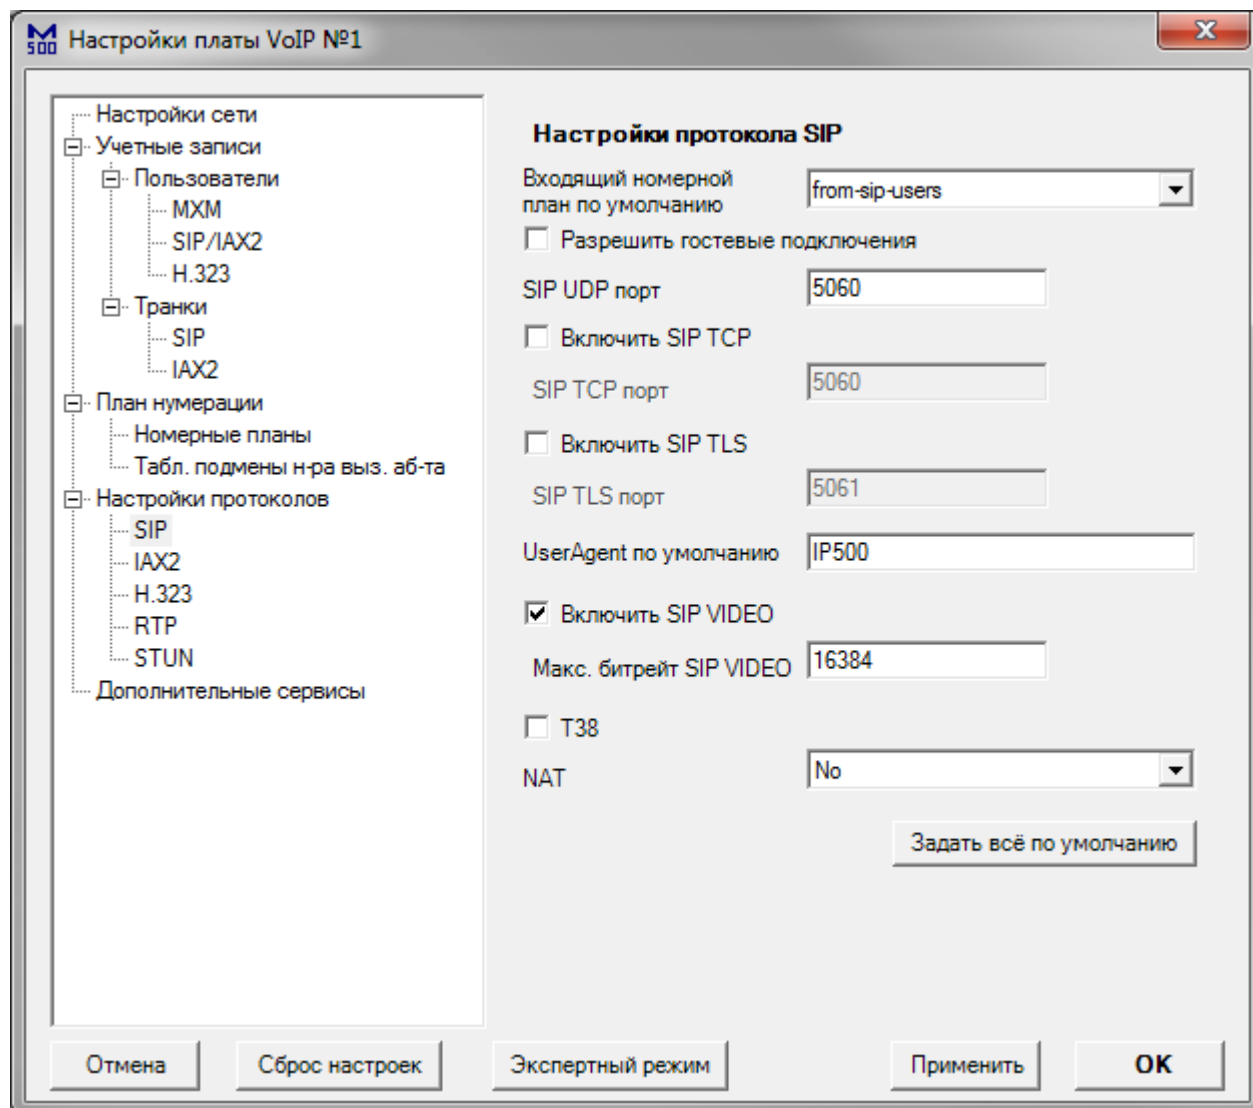 M 500
Настройки платы VoIP №1
Настройки сети
Учетные записи
Пользователи
MXM
SIP/IAX2
H.323
Транки
SIP
IAX2
План нумерации
Номерные планы
Табл. подмены н-ра выз. аб-та
Настройки протоколов
SIP
IAX2
H.323
RTP
STUN
Дополнительные сервисы
Настройки протокола SIP
Входящий номерной
план по умолчанию
from-sip-users
Разрешить гостевые подключения
SIP UDP порт
5060
Включить SIP TCP
SIP TCP порт
5060
Включить SIP TLS
SIP TLS порт
5061
UserAgent по умолчанию
IP500
Включить SIP VIDEO
Макс. битрейт SIP VIDEO
16384
T38
NAT
No
Задать всё по умолчанию
Отмена
Сброс настроек
Экспертный режим
Применить
OK